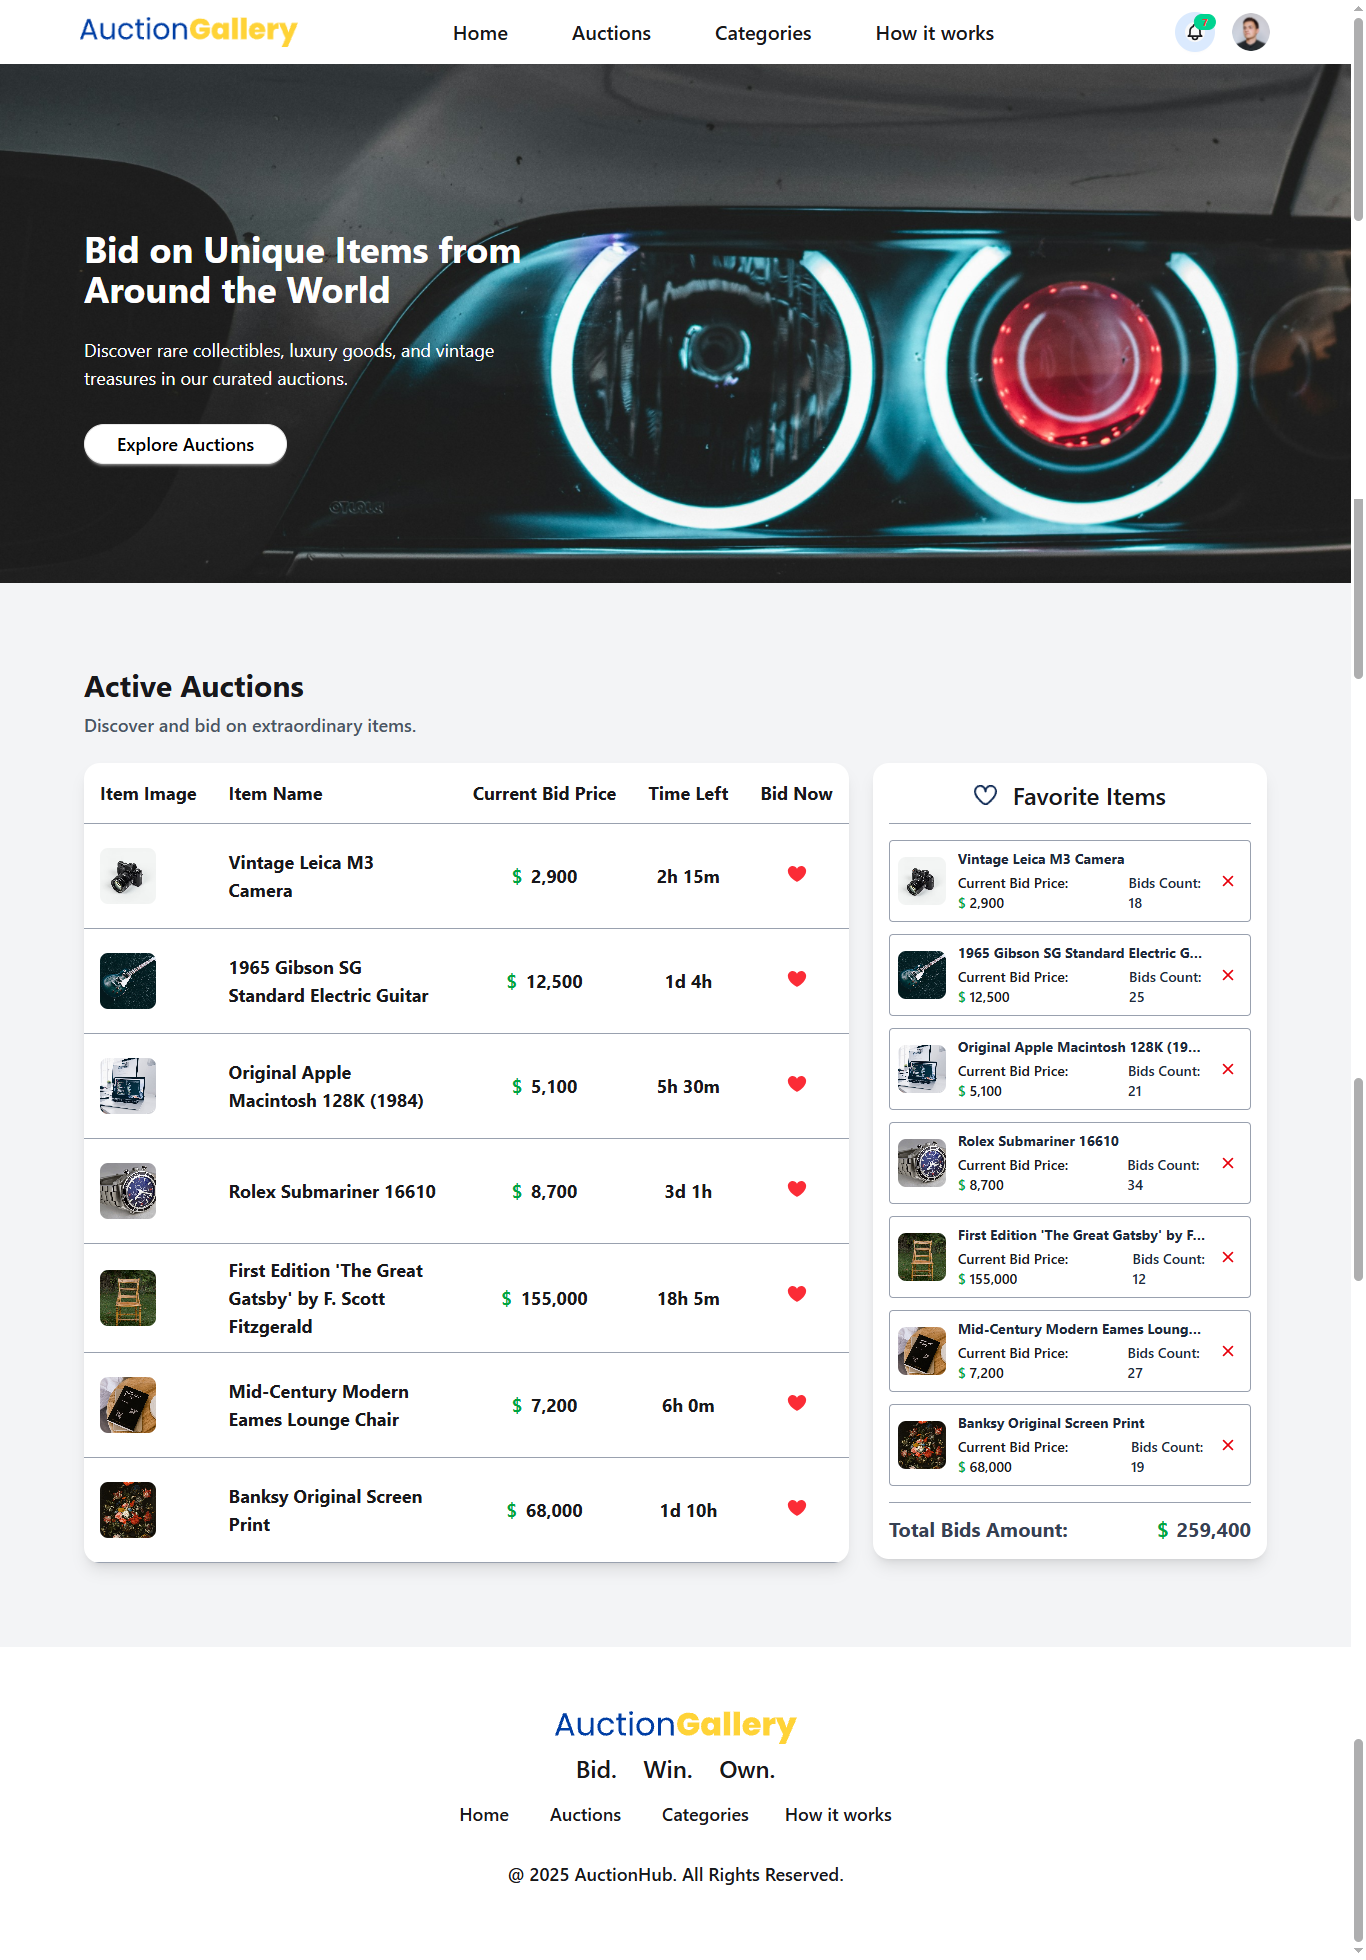 AuctionGallery
Home
Auctions
Categories
How it works
7
Bid on Unique Items from
Around the World
Discover rare collectibles, luxury goods, and vintage
treasures in our curated auctions.
Explore Auctions
Active Auctions
Discover and bid on extraordinary items.
Item Image Item Name Current Bid Price Time Left Bid Now
Vintage Leica M3
Camera
$ 2,900
2h 15m
1965 Gibson SG
Standard Electric Guitar
$ 12,500
1d 4h
Original Apple
Macintosh 128K (1984)
$ 5,100
5h 30m
Rolex Submariner 16610
$ 8,700
3d 1h
First Edition 'The Great
Gatsby' by F. Scott
Fitzgerald
$ 155,000
18h 5m
Mid-Century Modern
Eames Lounge Chair
$ 7,200
6h 0m
Banksy Original Screen
Print
$ 68,000
1d 10h
Favorite Items
Vintage Leica M3 Camera
Current Bid Price: Bids Count:
$ 2,900 18
1965 Gibson SG Standard Electric G...
Current Bid Price: Bids Count:
$ 12,500 25
Original Apple Macintosh 128K (19...
Current Bid Price: Bids Count:
$ 5,100 21
Rolex Submariner 16610
Current Bid Price: Bids Count:
$ 8,700 34
First Edition 'The Great Gatsby' by F...
Current Bid Price: Bids Count:
$ 155,000 12
Mid-Century Modern Eames Loung...
Current Bid Price: Bids Count:
$ 7,200 27
Banksy Original Screen Print
Current Bid Price: Bids Count:
$ 68,000 19
Total Bids Amount: $ 259,400
AuctionGallery
Bid. Win. Own.
Home Auctions Categories How it works
@ 2025 AuctionHub. All Rights Reserved.